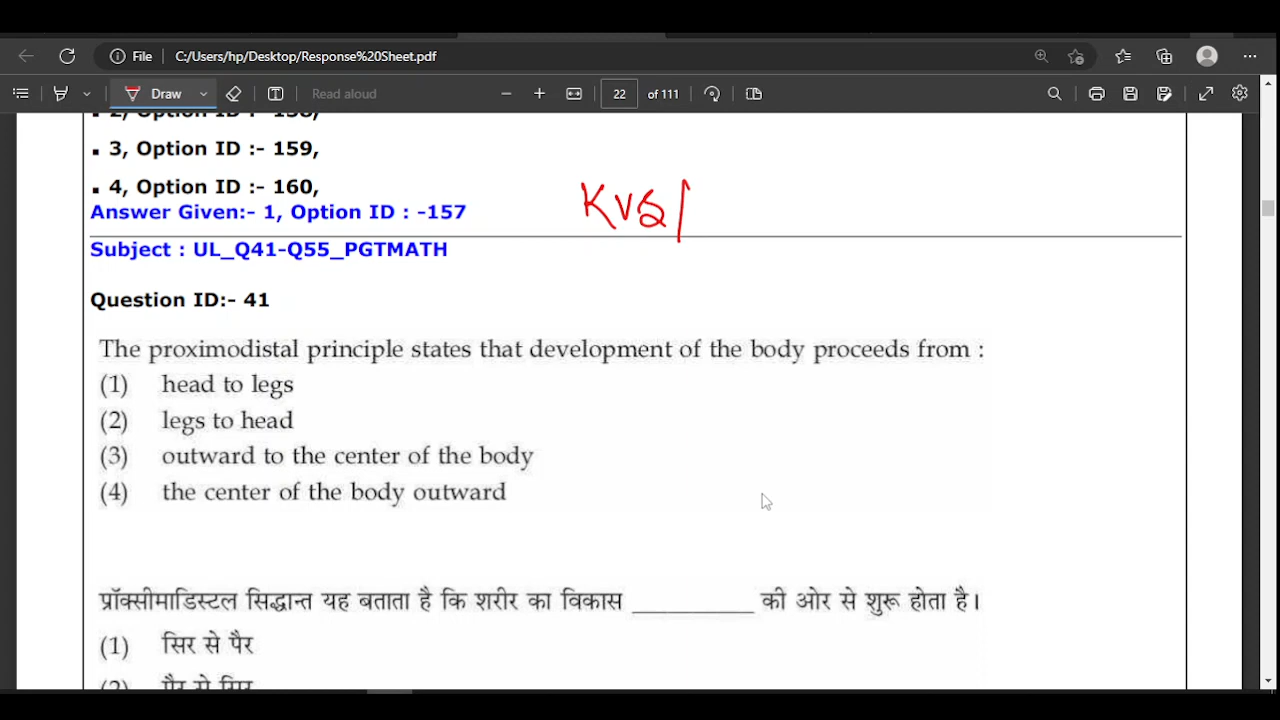 File C:/Users/hp/Desktop/Response%20Sheet.pdf
Draw Read aloud 22 of 111
3, Option ID :- 159,
4, Option ID :- 160,
Answer Given:- 1, Option ID : -157
KVS/
Subject : UL_Q41-Q55_PGTMATH
Question ID:- 41
The proximodistal principle states that development of the body proceeds from :
(1) head to legs
(2) legs to head
(3) outward to the center of the body
(4) the center of the body outward
प्रॉक्सीमाडिस्टल सिद्धान्त यह बताता है कि शरीर का विकास __________ की ओर से शुरू होता है।
(1) सिर से पैर
(2) पैर से सिर